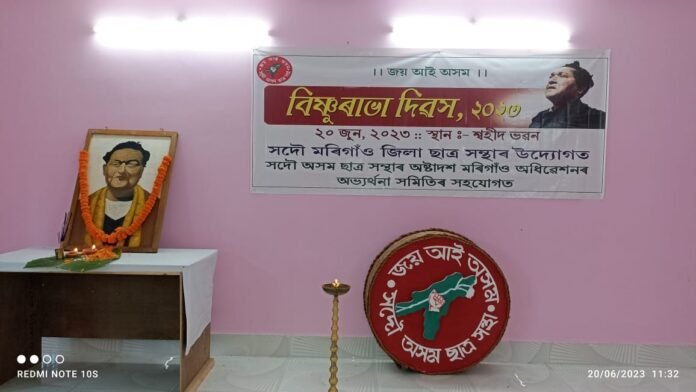 ।। জয় আই অসম ।।
বিষ্ণুৰাভা দিৱস, ২০২৩
২০ জুন, ২০২৩ :: স্থান :- শ্বহীদ ভৱন
সদৌ মৰিগাঁও জিলা ছাত্ৰ সন্থাৰ উদ্যোগত
সদৌ অসম ছাত্ৰ সন্থাৰ অষ্টাদশ মৰিগাঁও অধিৱেশনৰ
অভ্যৰ্থনা সমিতিৰ সহযোগত
জয় আই অসম
সদৌ অসম ছাত্ৰ সন্থা
REDMI NOTE 10S
20/06/2023 11:32